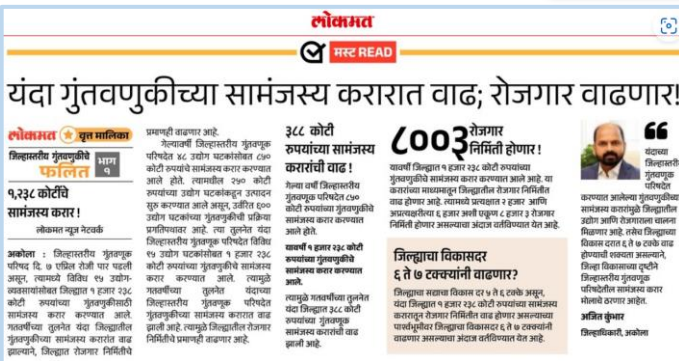 लोकमत
मस्ट READ
यंदा गुंतवणुकीच्या सामंजस्य करारात वाढ; रोजगार वाढणार!
लोकमत वृत्त मालिका
जिल्हास्तरीय गुंतवणुकीचे
फलित
भाग
१
१,२३८ कोटींचे
सामंजस्य करार !
लोकमत न्यूज नेटवर्क
अकोला : जिल्हास्तरीय गुंतवणूक
परिषद दि. ७ एप्रिल रोजी पार पडली
असून, त्यामध्ये विविध ९५ उद्योग-
व्यवसायांसोबत जिल्ह्यात १ हजार २३८
कोटी रुपयांच्या गुंतवणुकीसाठी
सामंजस्य करार करण्यात आले.
गतवर्षीच्या तुलनेत यंदा जिल्ह्यातील
गुंतवणुकीच्या सामंजस्य करारात वाढ
झाल्याने, जिल्ह्यात रोजगार निर्मितीचे
प्रमाणही वाढणार आहे.
गेल्यावर्षी जिल्हास्तरीय गुंतवणूक
परिषदेत ४८ उद्योग घटकांसोबत ८५०
कोटी रुपयांचे सामंजस्य करार करण्यात
आले होते. त्यामधील २५० कोटी
रुपयांच्या उद्योग घटकांकडून उत्पादन
सुरु करण्यात आले असून, उर्वरित ६००
उद्योग घटकांच्या गुंतवणुकीची प्रक्रिया
प्रगतिपथावर आहे. त्या तुलनेत यंदा
जिल्हास्तरीय गुंतवणूक परिषदेत विविध
९५ उद्योग घटकांसोबत १ हजार २३८
कोटी रुपयांच्या गुंतवणुकीचे सामंजस्य
करार करण्यात आले. त्यामुळे
गतवर्षीच्या तुलनेत यंदाच्या
जिल्हास्तरीय गुंतवणूक परिषदेत
गुंतवणुकीच्या सामंजस्य करारात वाढ
झाली आहे. त्यामुळे जिल्ह्यातील रोजगार
निर्मितीचे प्रमाणही वाढणार आहे.
३८८ कोटी
रुपयांच्या सामंजस्य
करारांची वाढ !
गेल्या वर्षी जिल्हास्तरीय
गुंतवणूक परिषदेत ८५०
कोटी रुपयांच्या गुंतवणुकीचे
सामंजस्य करार करण्यात
आले होते.
यावर्षी १ हजार २३८ कोटी
रुपयांच्या गुंतवणुकीचे
सामंजस्य करार करण्यात
आले.
त्यामुळे गतवर्षीच्या तुलनेत
यंदा जिल्ह्यात ३८८ कोटी
रुपयांच्या गुंतवणूक
सामंजस्य करारांची वाढ
झाली आहे.
८००३ रोजगार
निर्मिती होणार !
यावर्षी जिल्ह्यात १ हजार २३८ कोटी रुपयांच्या
गुंतवणुकीचे सामंजस्य करार करण्यात आले आहे. या
करारांच्या माध्यमातून जिल्ह्यातील रोजगार निर्मितीत
वाढ होणार आहे. त्यामध्ये प्रत्यक्षात २ हजार आणि
अप्रत्यक्षरीत्या ६ हजार अशी एकूण ८ हजार ३ रोजगार
निर्मिती होणार असल्याचा अंदाज वर्तविण्यात येत आहे.
जिल्ह्याचा विकासदर
६ ते ७ टक्क्यांनी वाढणार?
जिल्ह्याचा सद्याचा विकास दर ५ ते ६ टक्के असून,
यंदा जिल्ह्यात १ हजार २३८ कोटी रुपयांच्या सामंजस्य
करारातून रोजगार निर्मितीत वाढ होणार असल्याच्या
पार्श्वभूमीवर जिल्ह्याचा विकासदर ६ ते ७ टक्क्यांनी
वाढणार असल्याचा अंदाज वर्तविण्यात येत आहे.
यंदाच्या
जिल्हास्तरीय
गुंतवणूक
परिषदेत
करण्यात आलेल्या गुंतवणुकीच्या
सामंजस्य करारांमुळे जिल्ह्यातील
उद्योग आणि रोजगाराला चालना
मिळणार आहे. तसेच जिल्ह्याच्या
विकास दरात ६ ते ७ टक्के वाढ
होण्याची शक्यता असल्याने,
जिल्हा विकासाच्या दृष्टीने
जिल्हास्तरीय गुंतवणूक
परिषदेतील सामंजस्य करार
मोलाचे ठरणार आहेत.
अजित कुंभार
जिल्हाधिकारी, अकोला